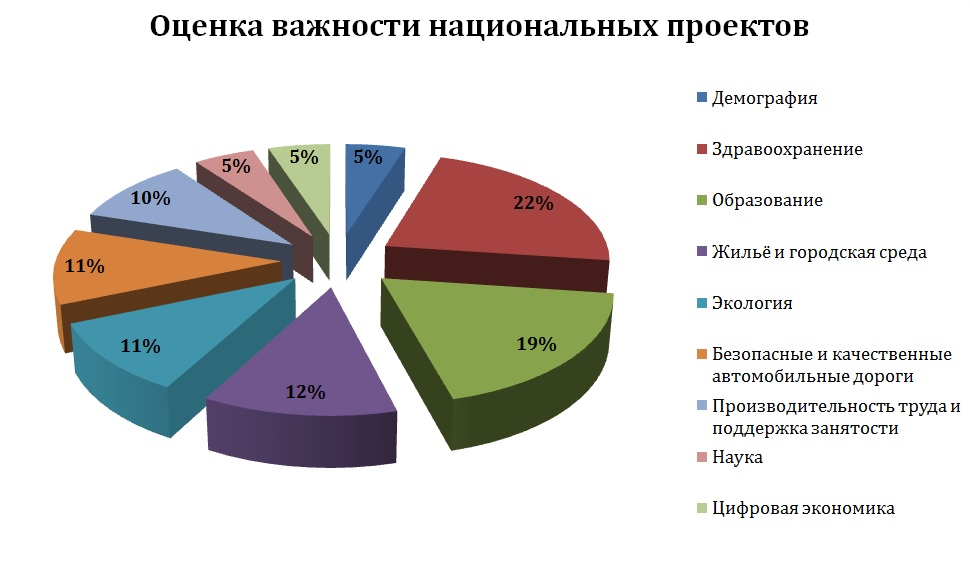 Оценка важности национальных проектов
5%
5%
5%
22%
10%
11%
19%
11%
12%
Демография
Здравоохранение
Образование
Жильё и городская среда
Экология
Безопасные и качественные
автомобильные дороги
Производительность труда и
поддержка занятости
Наука
Цифровая экономика